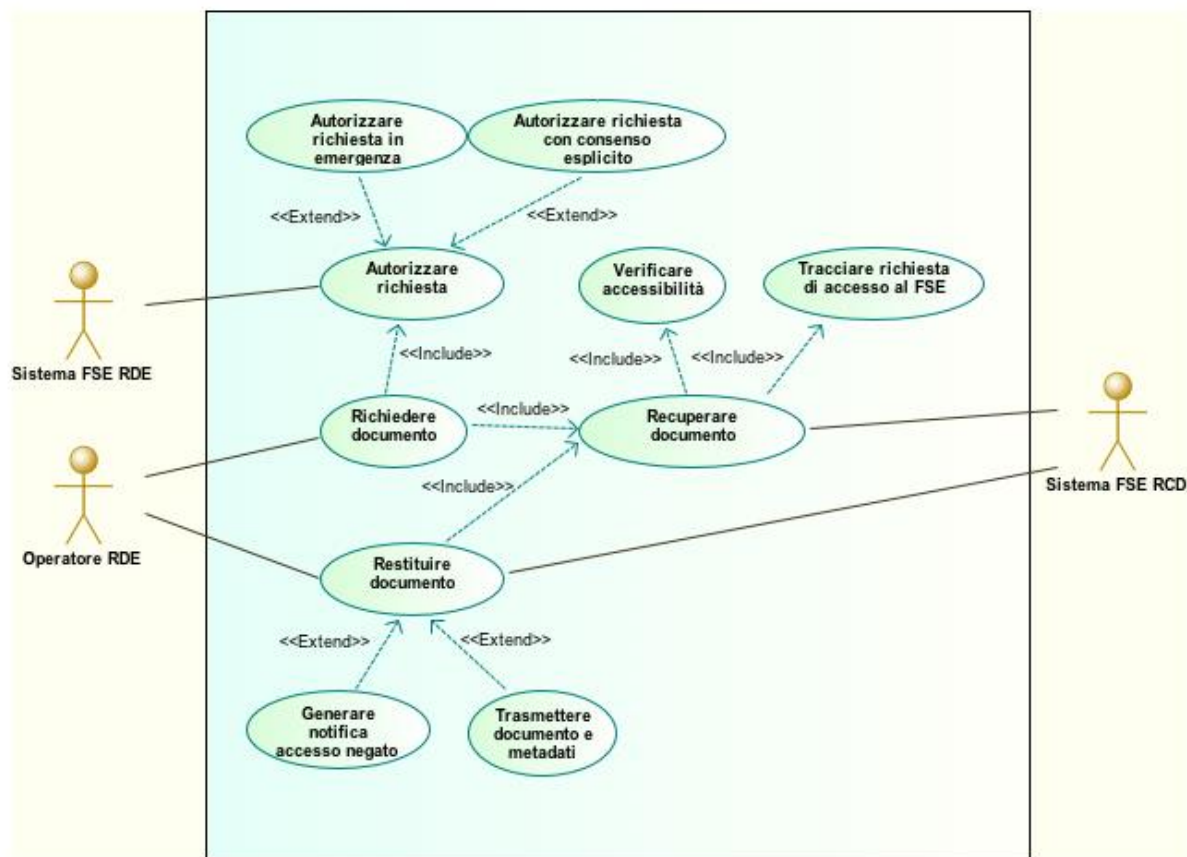 Autorizzare
richiesta in
emergenza
Autorizzare richiesta
con consenso
esplicito
<<Extend>>
<<Extend>>
Autorizzare
richiesta
Verificare
accessibilità
Tracciare richiesta
di accesso al FSE
Sistema FSE RDE
<<Include>>
<<Include>>
<<Include>>
Richiedere
documento
<<Include>>
Recuperare
documento
Sistema FSE RCD
<<Include>>
Operatore RDE
Restituire
documento
<<Extend>>
<<Extend>>
Generare
notifica
accesso negato
Trasmettere
documento e
metadati